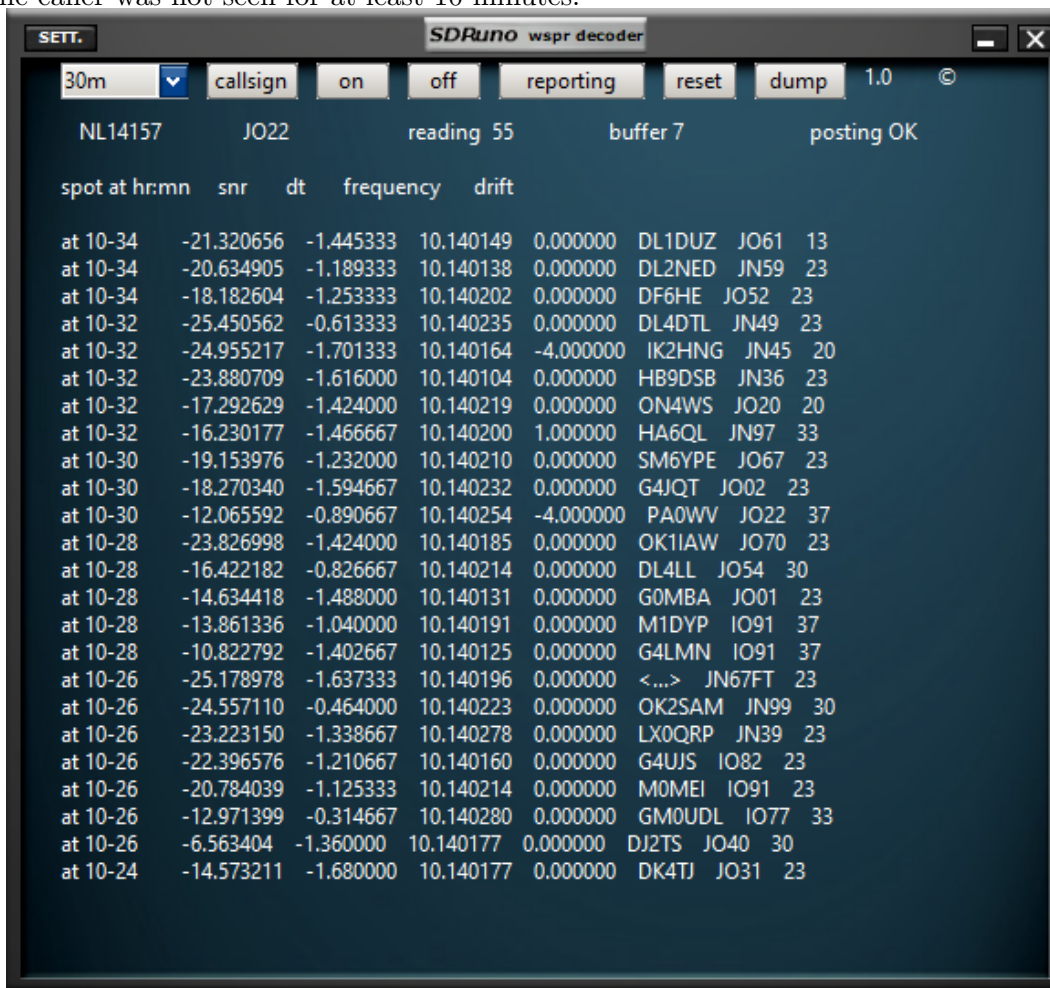 the caller was not seen for at least 10 minutes.
SETT. SDRuno wspr decoder
30m callsign on off reporting reset dump 1.0 ©
NL14157 JO22 reading 55 buffer 7 posting OK
spot at hr:mn snr dt frequency drift
at 10-34 -21.320656 -1.445333 10.140149 0.000000 DL1DUZ JO61 13
at 10-34 -20.634905 -1.189333 10.140138 0.000000 DL2NED JN59 23
at 10-34 -18.182604 -1.253333 10.140202 0.000000 DF6HE JO52 23
at 10-32 -25.450562 -0.613333 10.140235 0.000000 DL4DTL JN49 23
at 10-32 -24.955217 -1.701333 10.140164 -4.000000 IK2HNG JN45 20
at 10-32 -23.880709 -1.616000 10.140104 0.000000 HB9DSB JN36 23
at 10-32 -17.292629 -1.424000 10.140219 0.000000 ON4WS JO20 20
at 10-32 -16.230177 -1.466667 10.140200 1.000000 HA6QL JN97 33
at 10-30 -19.153976 -1.232000 10.140210 0.000000 SM6YPE JO67 23
at 10-30 -18.270340 -1.594667 10.140232 0.000000 G4JQT JO02 23
at 10-30 -12.065592 -0.890667 10.140254 -4.000000 PA0WV JO22 37
at 10-28 -23.826998 -1.424000 10.140185 0.000000 OK1IAW JO70 23
at 10-28 -16.422182 -0.826667 10.140214 0.000000 DL4LL JO54 30
at 10-28 -14.634418 -1.488000 10.140131 0.000000 G0MBA JO01 23
at 10-28 -13.861336 -1.040000 10.140191 0.000000 M1DYP IO91 37
at 10-28 -10.822792 -1.402667 10.140125 0.000000 G4LMN IO91 37
at 10-26 -25.178978 -1.637333 10.140196 0.000000 <...> JN67FT 23
at 10-26 -24.557110 -0.464000 10.140223 0.000000 OK2SAM JN99 30
at 10-26 -23.223150 -1.338667 10.140278 0.000000 LX0QRP JN39 23
at 10-26 -22.396576 -1.210667 10.140160 0.000000 G4UJS IO82 23
at 10-26 -20.784039 -1.125333 10.140214 0.000000 M0MEI IO91 23
at 10-26 -12.971399 -0.314667 10.140280 0.000000 GM0UDL IO77 33
at 10-26 -6.563404 -1.360000 10.140177 0.000000 DJ2TS JO40 30
at 10-24 -14.573211 -1.680000 10.140177 0.000000 DK4TJ JO31 23